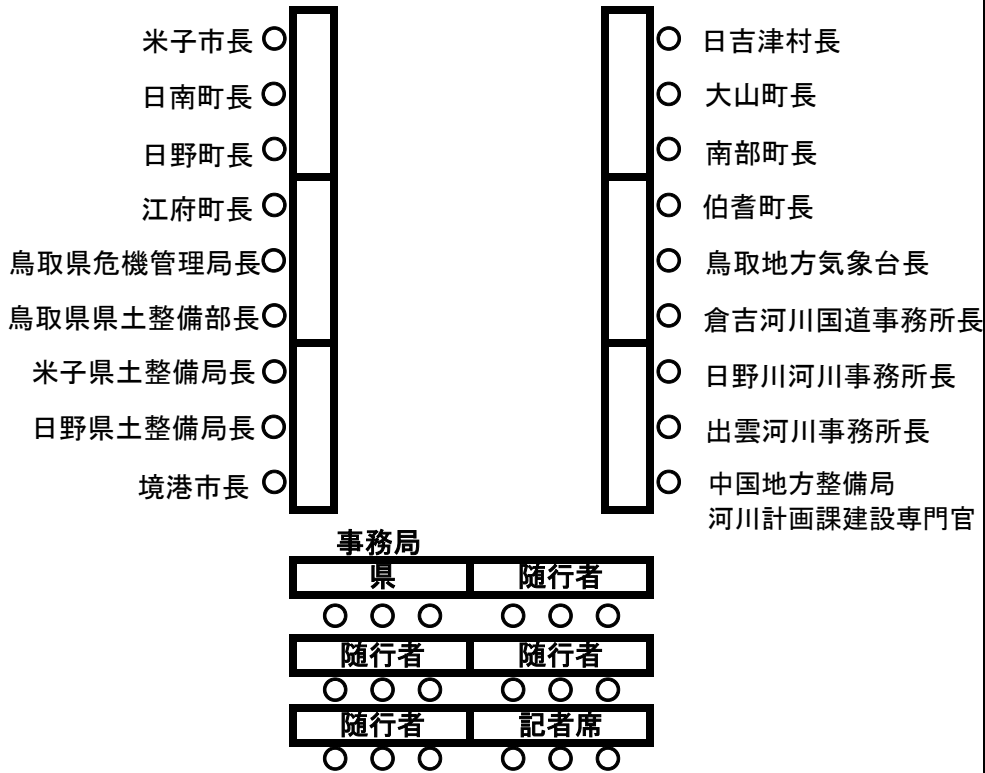 米子市長
日南町長
日野町長
江府町長
鳥取県危機管理局長
鳥取県県土整備部長
米子県土整備局長
日野県土整備局長
境港市長
日吉津村長
大山町長
南部町長
伯耆町長
鳥取地方気象台長
倉吉河川国道事務所長
日野川河川事務所長
出雲河川事務所長
中国地方整備局
河川計画課建設専門官
事務局
県
随行者
随行者
随行者
随行者
記者席